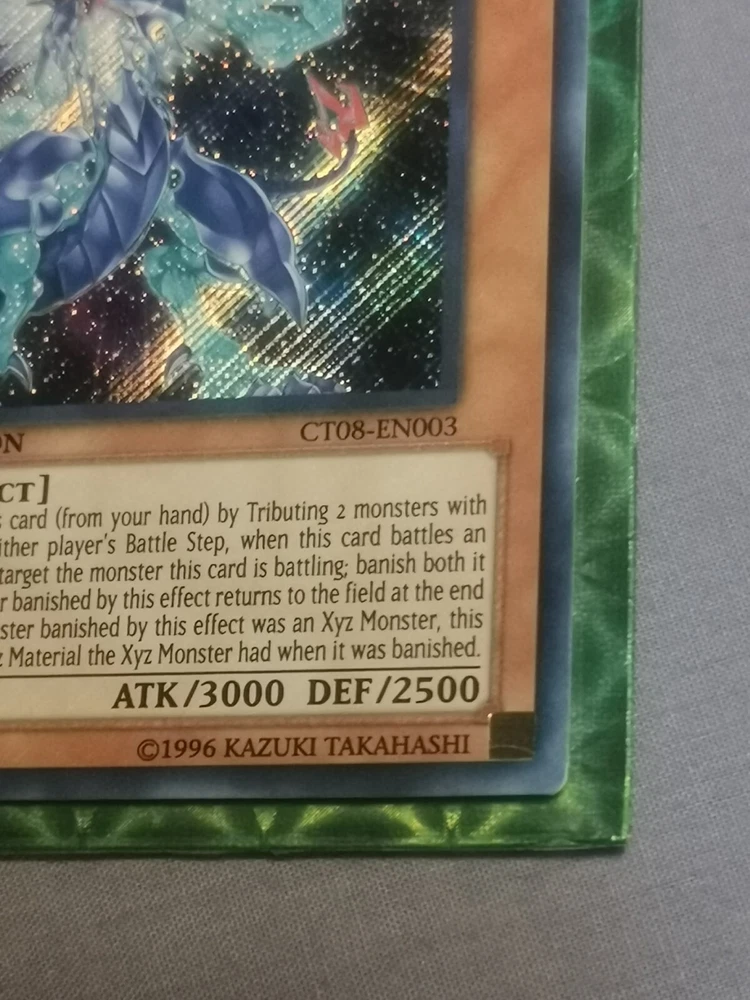 ON
CT08-EN003
CT]
card (from your hand) by Tributing 2 monsters with
ither player's Battle Step, when this card battles an
target the monster this card is battling; banish both it
r banished by this effect returns to the field at the end
ster banished by this effect was an Xyz Monster, this
z Material the Xyz Monster had when it was banished.
ATK/3000 DEF/2500
©1996 KAZUKI TAKAHASHI